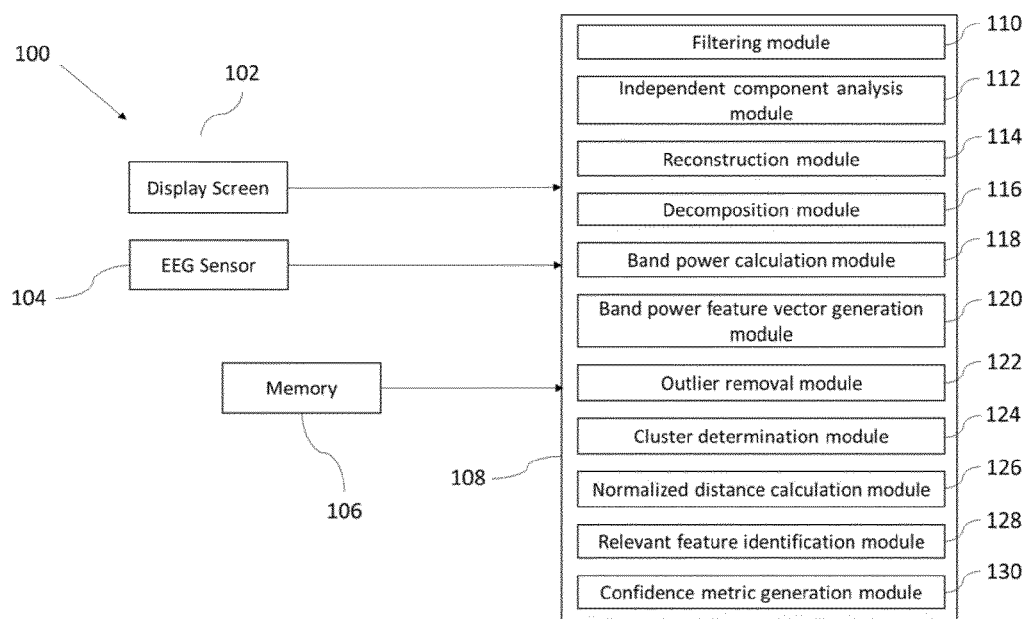 100
102
Display Screen
EEG Sensor
104
Memory
106
108
Filtering module
110
Independent component analysis
module
112
Reconstruction module
114
Decomposition module
116
Band power calculation module
118
Band power feature vector generation
module
120
Outlier removal module
122
Cluster determination module
124
Normalized distance calculation module
126
Relevant feature identification module
128
Confidence metric generation module
130